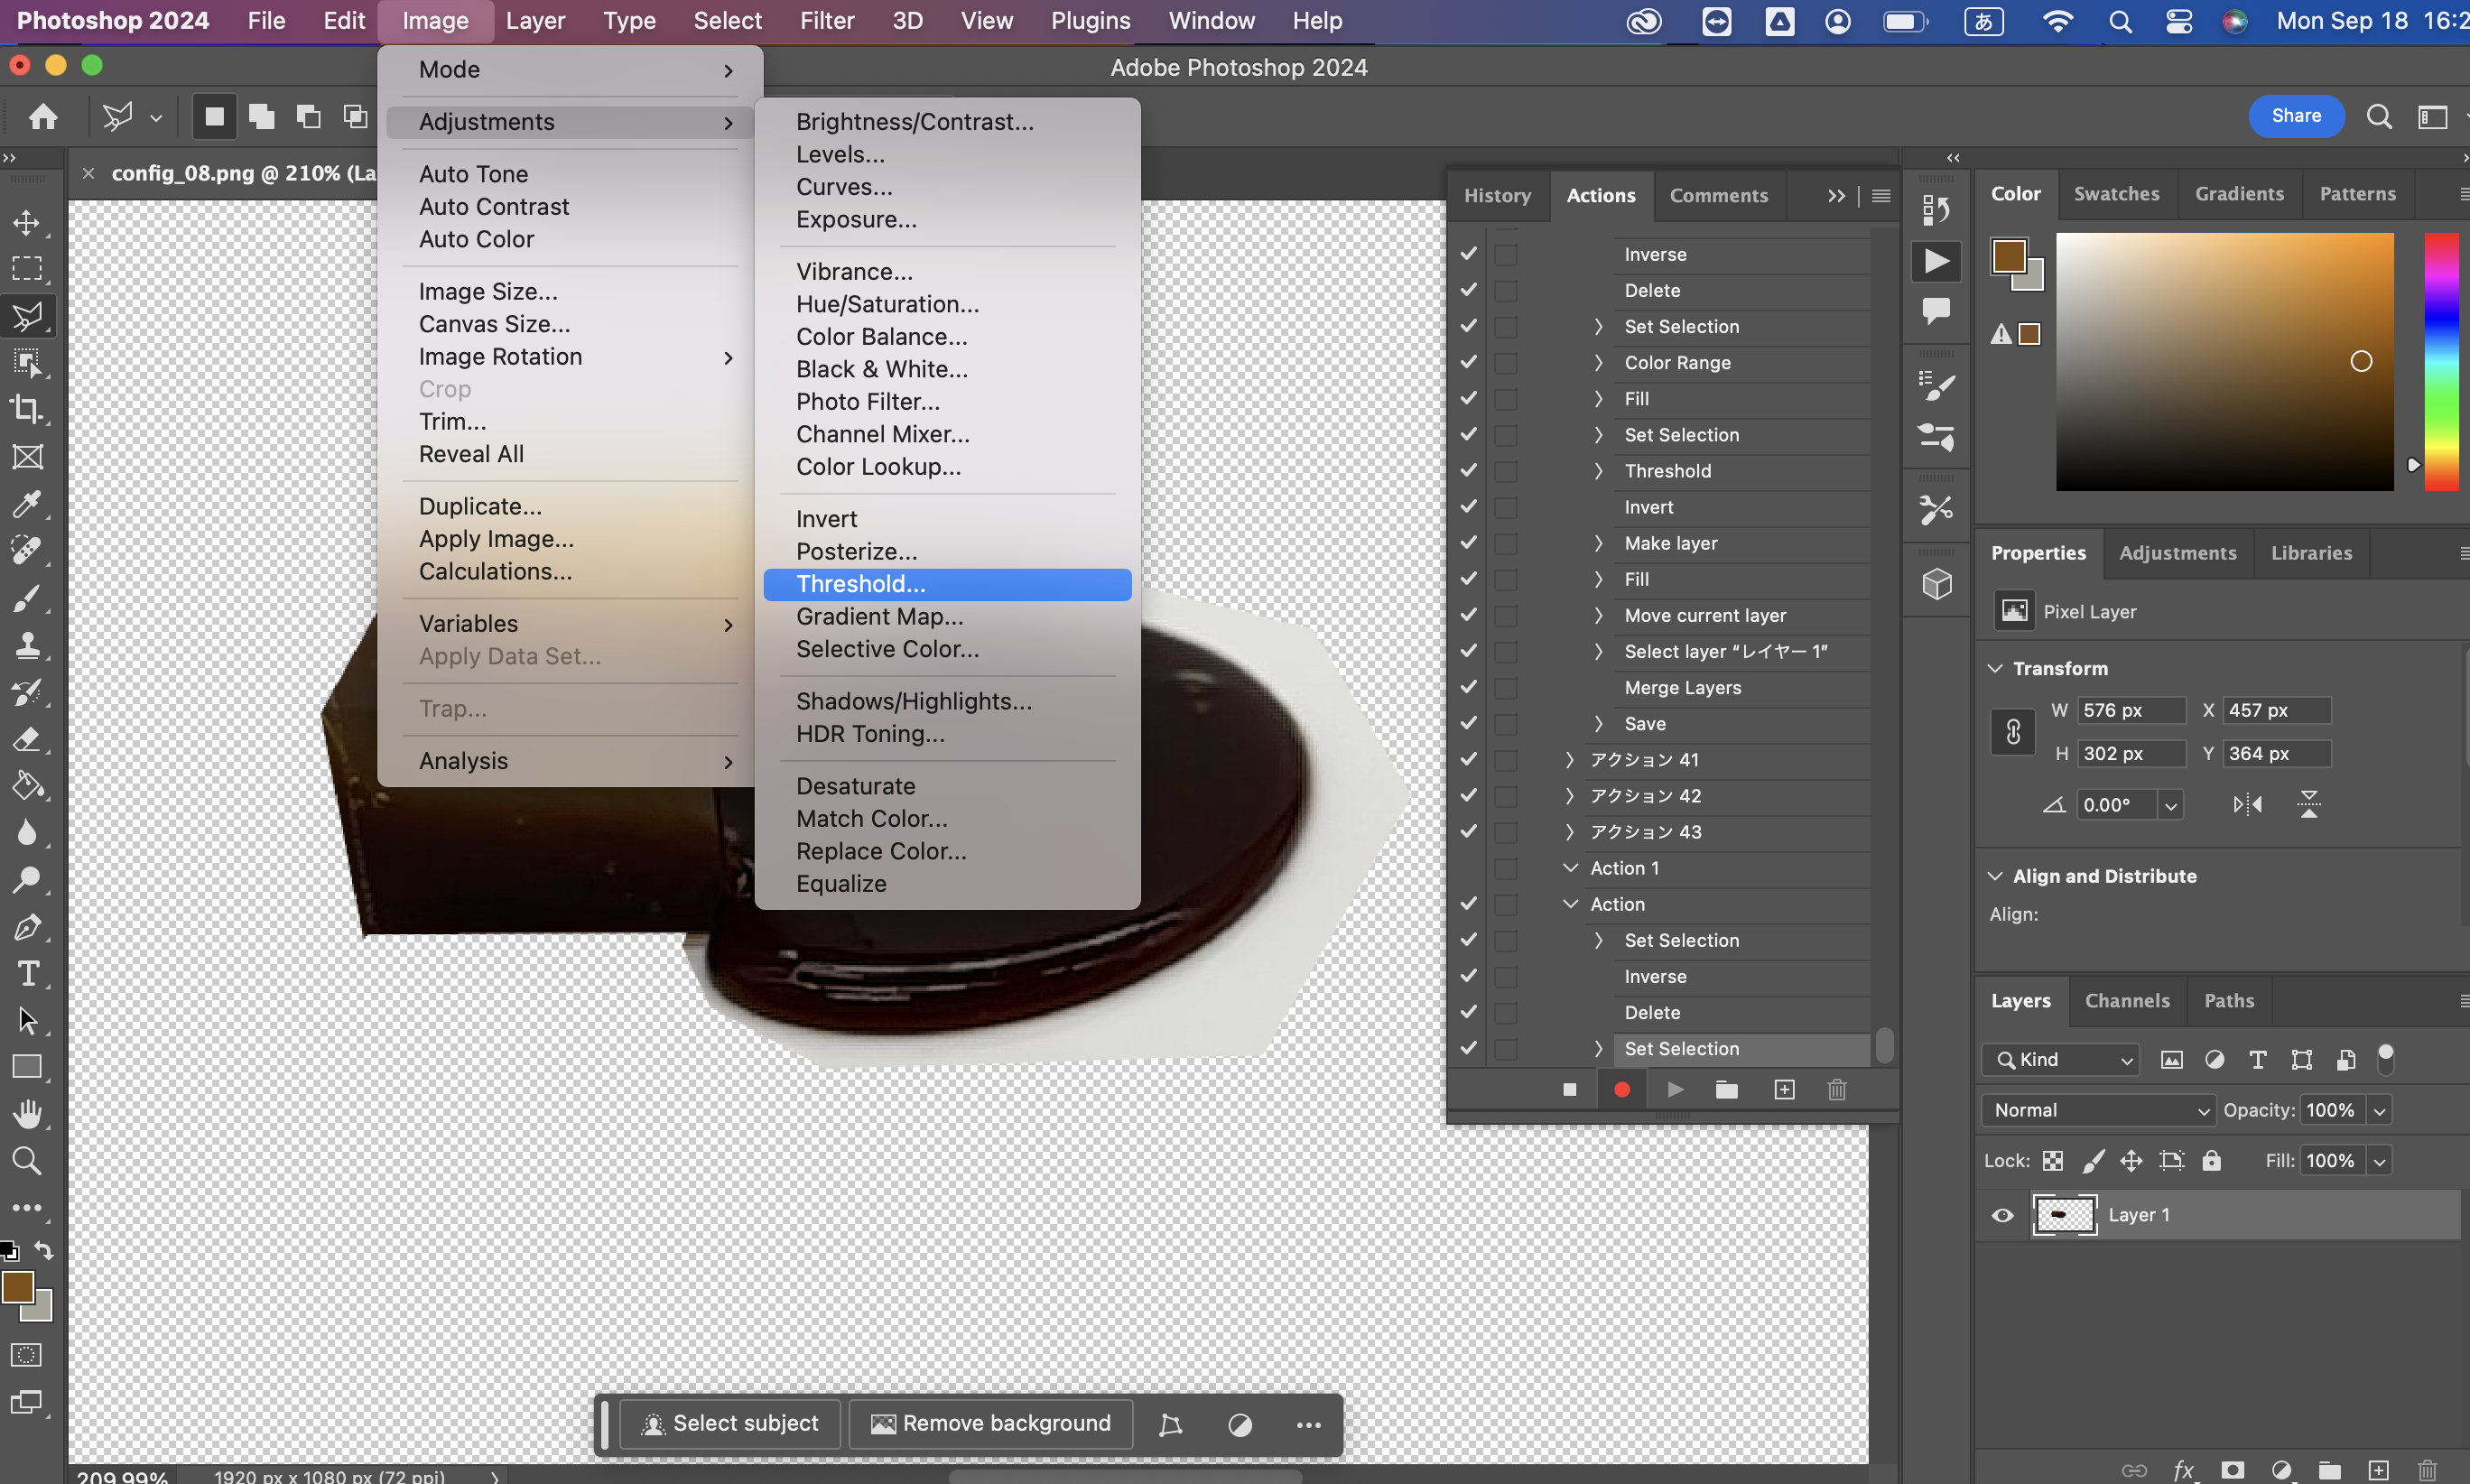 Photoshop 2024 File Edit Image Layer Type Select Filter 3D View Plugins Window Help あ Mon Sep 18 16:2
Adobe Photoshop 2024
Share
config_08.png @ 210% (La
Mode
Adjustments
Auto Tone
Auto Contrast
Auto Color
Image Size...
Canvas Size...
Image Rotation
Crop
Trim...
Reveal All
Duplicate...
Apply Image...
Calculations...
Variables
Apply Data Set...
Trap...
Analysis
Brightness/Contrast...
Levels...
Curves...
Exposure...
Vibrance...
Hue/Saturation...
Color Balance...
Black & White...
Photo Filter...
Channel Mixer...
Color Lookup...
Invert
Posterize...
Threshold...
Gradient Map...
Selective Color...
Shadows/Highlights...
HDR Toning...
Desaturate
Match Color...
Replace Color...
Equalize
History Actions Comments
Inverse
Delete
Set Selection
Color Range
Fill
Set Selection
Threshold
Invert
Make layer
Fill
Move current layer
Select layer “レイヤー 1”
Merge Layers
Save
アクション 41
アクション 42
アクション 43
Action 1
Action
Set Selection
Inverse
Delete
Set Selection
Color Swatches Gradients Patterns
Properties Adjustments Libraries
Pixel Layer
Transform
W 576 px X 457 px
H 302 px Y 364 px
0.00°
Align and Distribute
Align:
Layers Channels Paths
Kind
Normal Opacity: 100%
Lock: Fill: 100%
Layer 1
fx
Select subject Remove background
209.99% 1920 px x 1080 px (72 ppi)